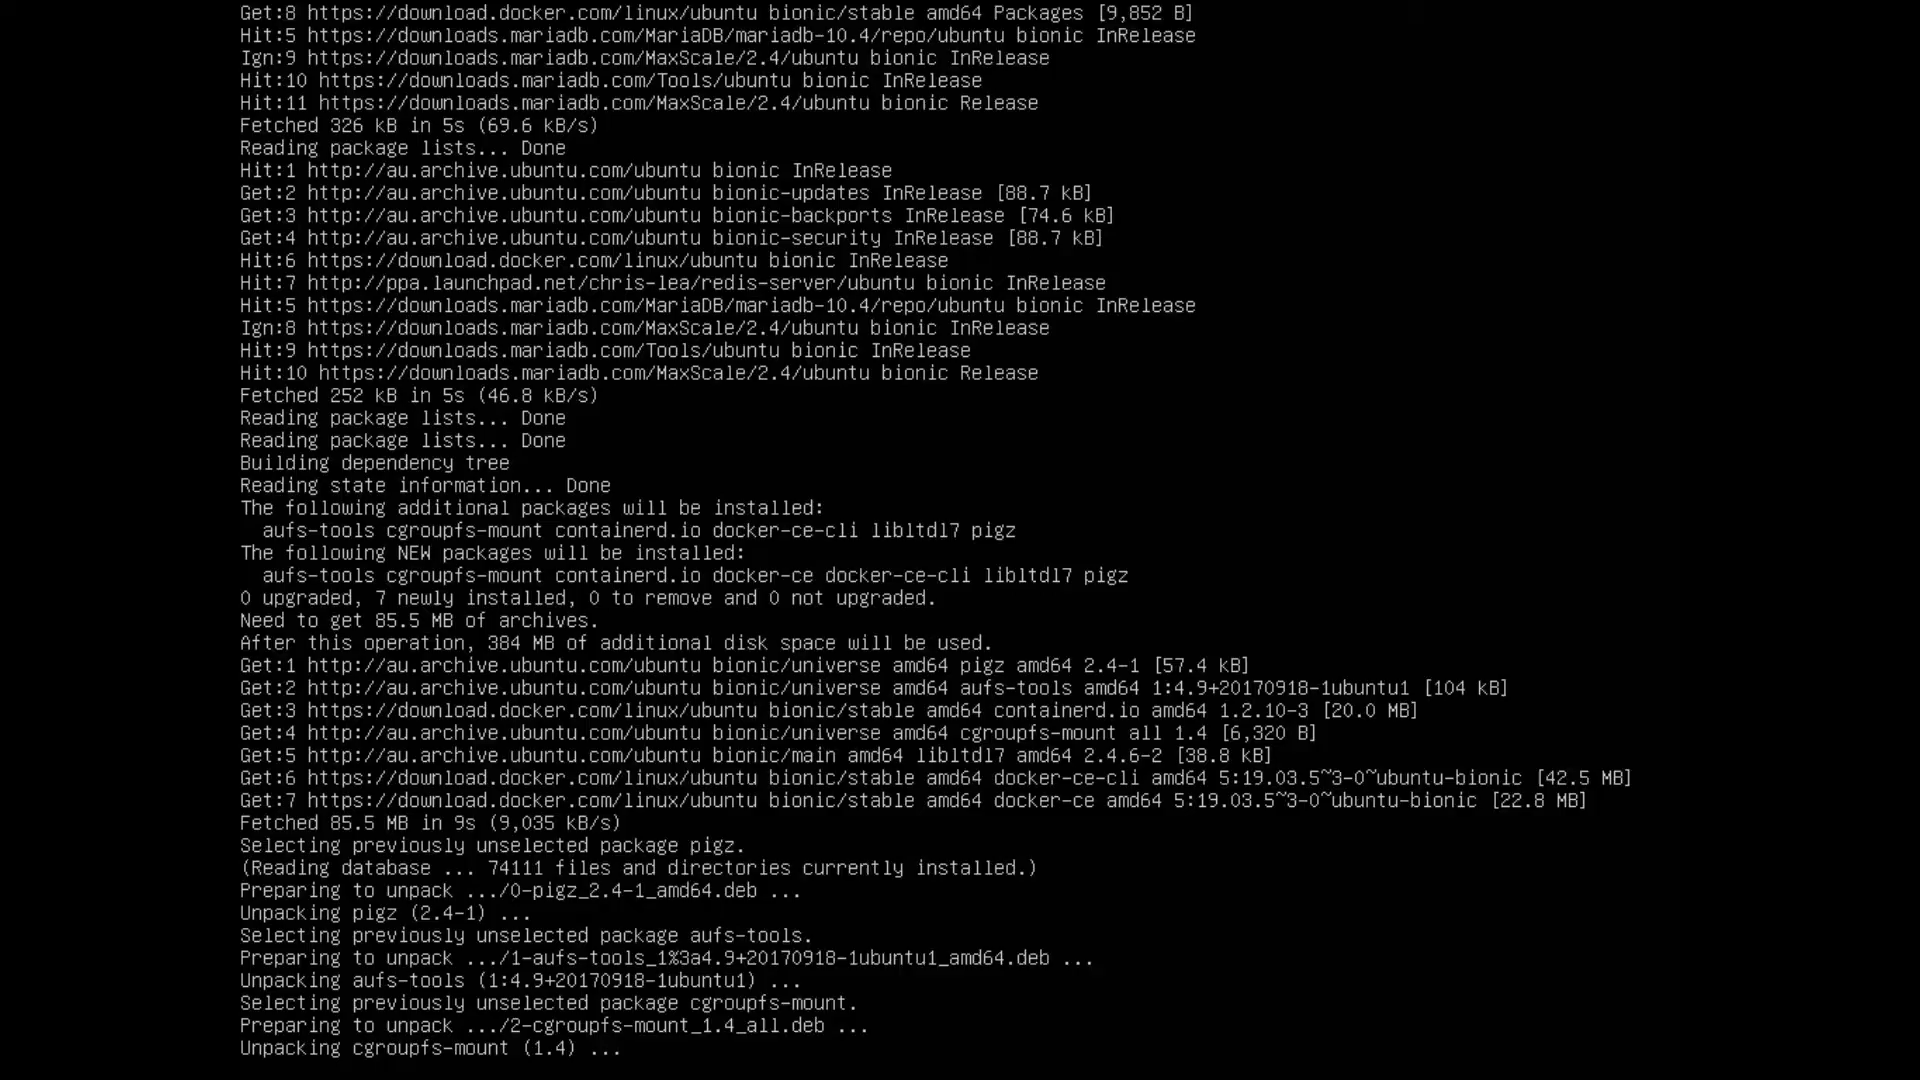 Get:8 https://download.docker.com/linux/ubuntu bionic/stable amd64 Packages [9,852 B]
Hit:5 https://downloads.mariadb.com/MariaDB/mariadb-10.4/repo/ubuntu bionic InRelease
Ign:9 https://downloads.mariadb.com/MaxScale/2.4/ubuntu bionic InRelease
Hit:10 https://downloads.mariadb.com/Tools/ubuntu bionic InRelease
Hit:11 https://downloads.mariadb.com/MaxScale/2.4/ubuntu bionic Release
Fetched 326 kB in 5s (69.6 kB/s)
Reading package lists... Done
Hit:1 http://au.archive.ubuntu.com/ubuntu bionic InRelease
Get:2 http://au.archive.ubuntu.com/ubuntu bionic-updates InRelease [88.7 kB]
Get:3 http://au.archive.ubuntu.com/ubuntu bionic-backports InRelease [74.6 kB]
Get:4 http://au.archive.ubuntu.com/ubuntu bionic-security InRelease [88.7 kB]
Hit:6 https://download.docker.com/linux/ubuntu bionic InRelease
Hit:7 http://ppa.launchpad.net/chris-lea/redis-server/ubuntu bionic InRelease
Hit:5 https://downloads.mariadb.com/MariaDB/mariadb-10.4/repo/ubuntu bionic InRelease
Ign:8 https://downloads.mariadb.com/MaxScale/2.4/ubuntu bionic InRelease
Hit:9 https://downloads.mariadb.com/Tools/ubuntu bionic InRelease
Hit:10 https://downloads.mariadb.com/MaxScale/2.4/ubuntu bionic Release
Fetched 252 kB in 5s (46.8 kB/s)
Reading package lists... Done
Reading package lists... Done
Building dependency tree
Reading state information... Done
The following additional packages will be installed:
  aufs-tools cgroupfs-mount containerd.io docker-ce-cli libltdl7 pigz
The following NEW packages will be installed:
  aufs-tools cgroupfs-mount containerd.io docker-ce docker-ce-cli libltdl7 pigz
0 upgraded, 7 newly installed, 0 to remove and 0 not upgraded.
Need to get 85.5 MB of archives.
After this operation, 384 MB of additional disk space will be used.
Get:1 http://au.archive.ubuntu.com/ubuntu bionic/universe amd64 pigz amd64 2.4-1 [57.4 kB]
Get:2 http://au.archive.ubuntu.com/ubuntu bionic/universe amd64 aufs-tools amd64 1:4.9+20170918-1ubuntu1 [104 kB]
Get:3 https://download.docker.com/linux/ubuntu bionic/stable amd64 containerd.io amd64 1.2.10-3 [20.0 MB]
Get:4 http://au.archive.ubuntu.com/ubuntu bionic/universe amd64 cgroupfs-mount all 1.4 [6,320 B]
Get:5 http://au.archive.ubuntu.com/ubuntu bionic/main amd64 libltdl7 amd64 2.4.6-2 [38.8 kB]
Get:6 https://download.docker.com/linux/ubuntu bionic/stable amd64 docker-ce-cli amd64 5:19.03.5~3-0~ubuntu-bionic [42.5 MB]
Get:7 https://download.docker.com/linux/ubuntu bionic/stable amd64 docker-ce amd64 5:19.03.5~3-0~ubuntu-bionic [22.8 MB]
Fetched 85.5 MB in 9s (9,035 kB/s)
Selecting previously unselected package pigz.
(Reading database ... 74111 files and directories currently installed.)
Preparing to unpack .../0-pigz_2.4-1_amd64.deb ...
Unpacking pigz (2.4-1) ...
Selecting previously unselected package aufs-tools.
Preparing to unpack .../1-aufs-tools_1%3a4.9+20170918-1ubuntu1_amd64.deb ...
Unpacking aufs-tools (1:4.9+20170918-1ubuntu1) ...
Selecting previously unselected package cgroupfs-mount.
Preparing to unpack .../2-cgroupfs-mount_1.4_all.deb ...
Unpacking cgroupfs-mount (1.4) ...